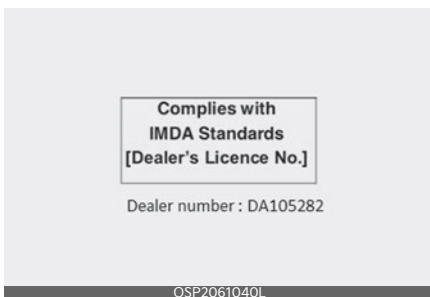 Complies with
IMDA Standards
[Dealer's Licence No.]
Dealer number : DA105282
OSP2061040L